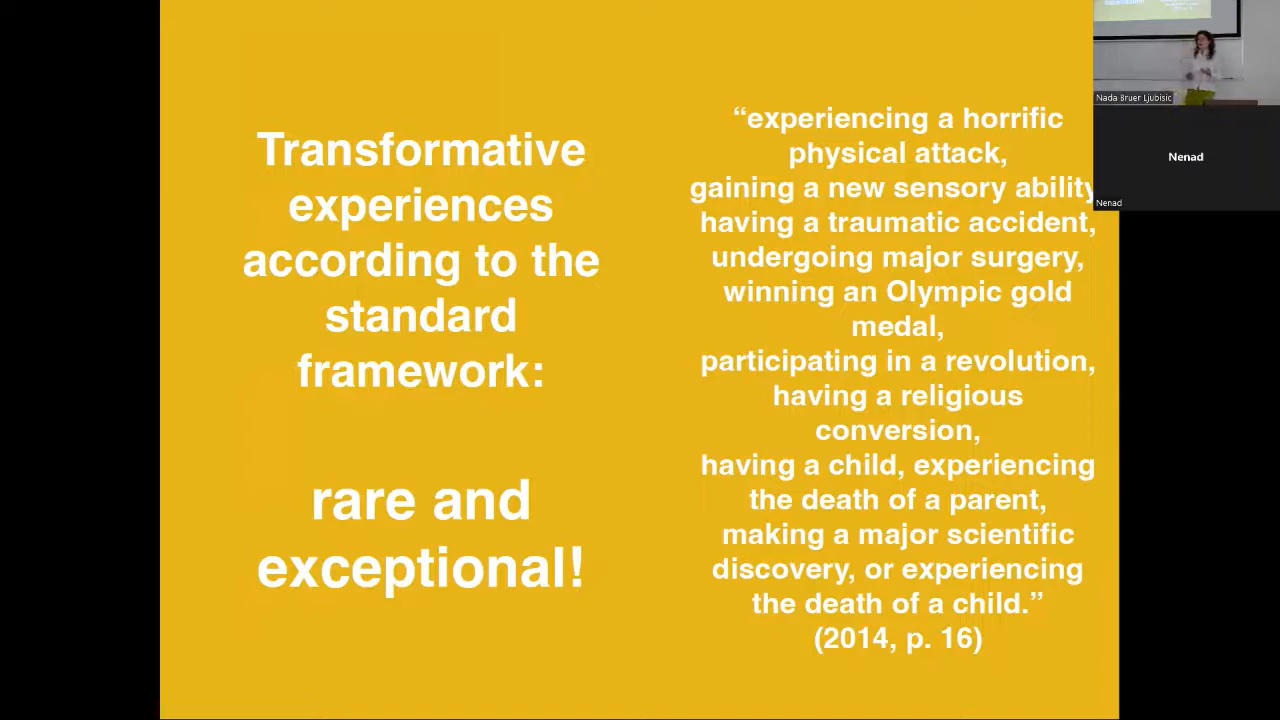 Transformative
experiences
according to the
standard
framework:
rare and
exceptional!
“experiencing a horrific
physical attack,
gaining a new sensory ability
having a traumatic accident,
undergoing major surgery,
winning an Olympic gold
medal,
participating in a revolution,
having a religious
conversion,
having a child, experiencing
the death of a parent,
making a major scientific
discovery, or experiencing
the death of a child.”
(2014, p. 16)
Nada Bruer Ljubisic
Nenad
Nenad